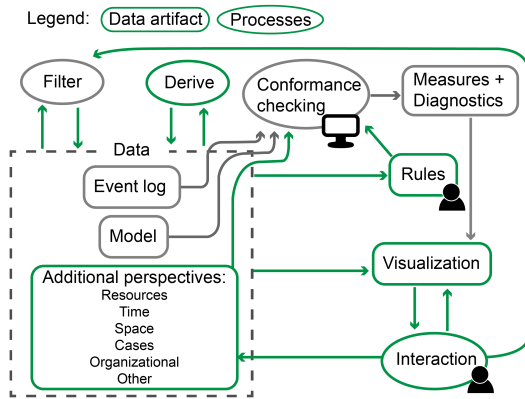 Legend: Data artifact Processes
Filter
Derive
Conformance
checking
Measures +
Diagnostics
Data
Event log
Model
Rules
Additional perspectives:
Resources
Time
Space
Cases
Organizational
Other
Visualization
Interaction